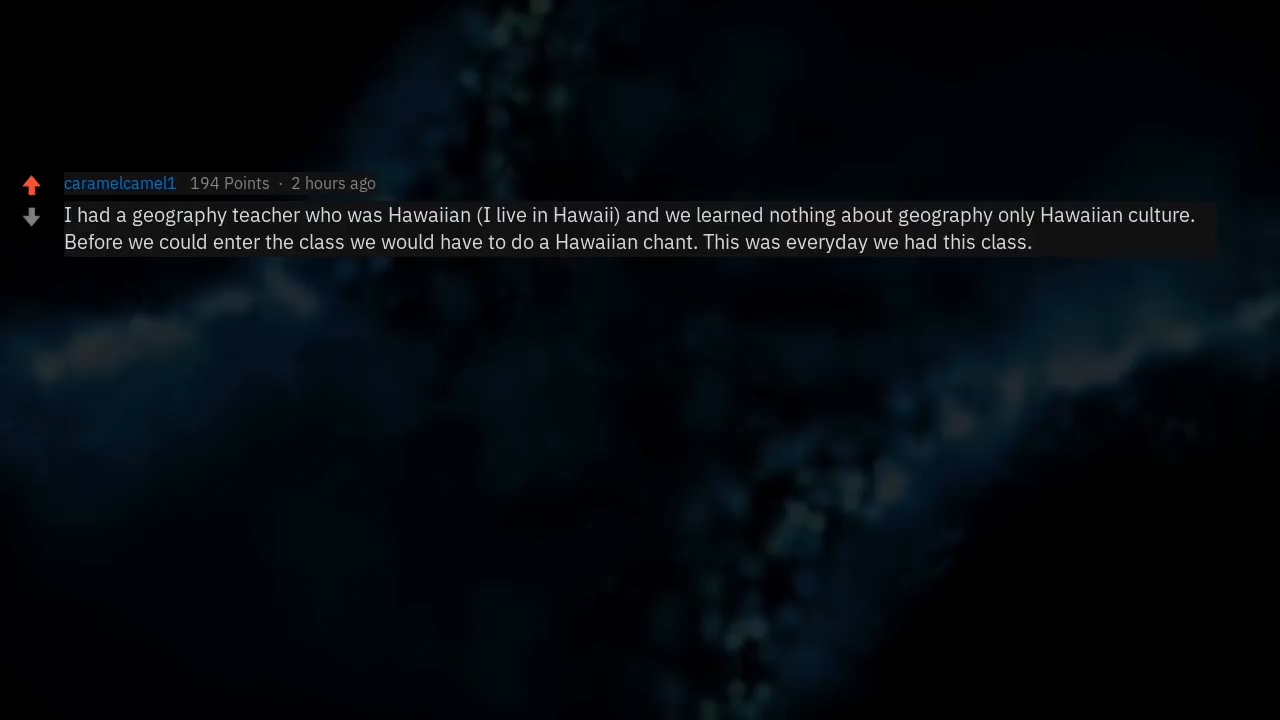 caramelcamel1 194 Points · 2 hours ago
I had a geography teacher who was Hawaiian (I live in Hawaii) and we learned nothing about geography only Hawaiian culture.
Before we could enter the class we would have to do a Hawaiian chant. This was everyday we had this class.